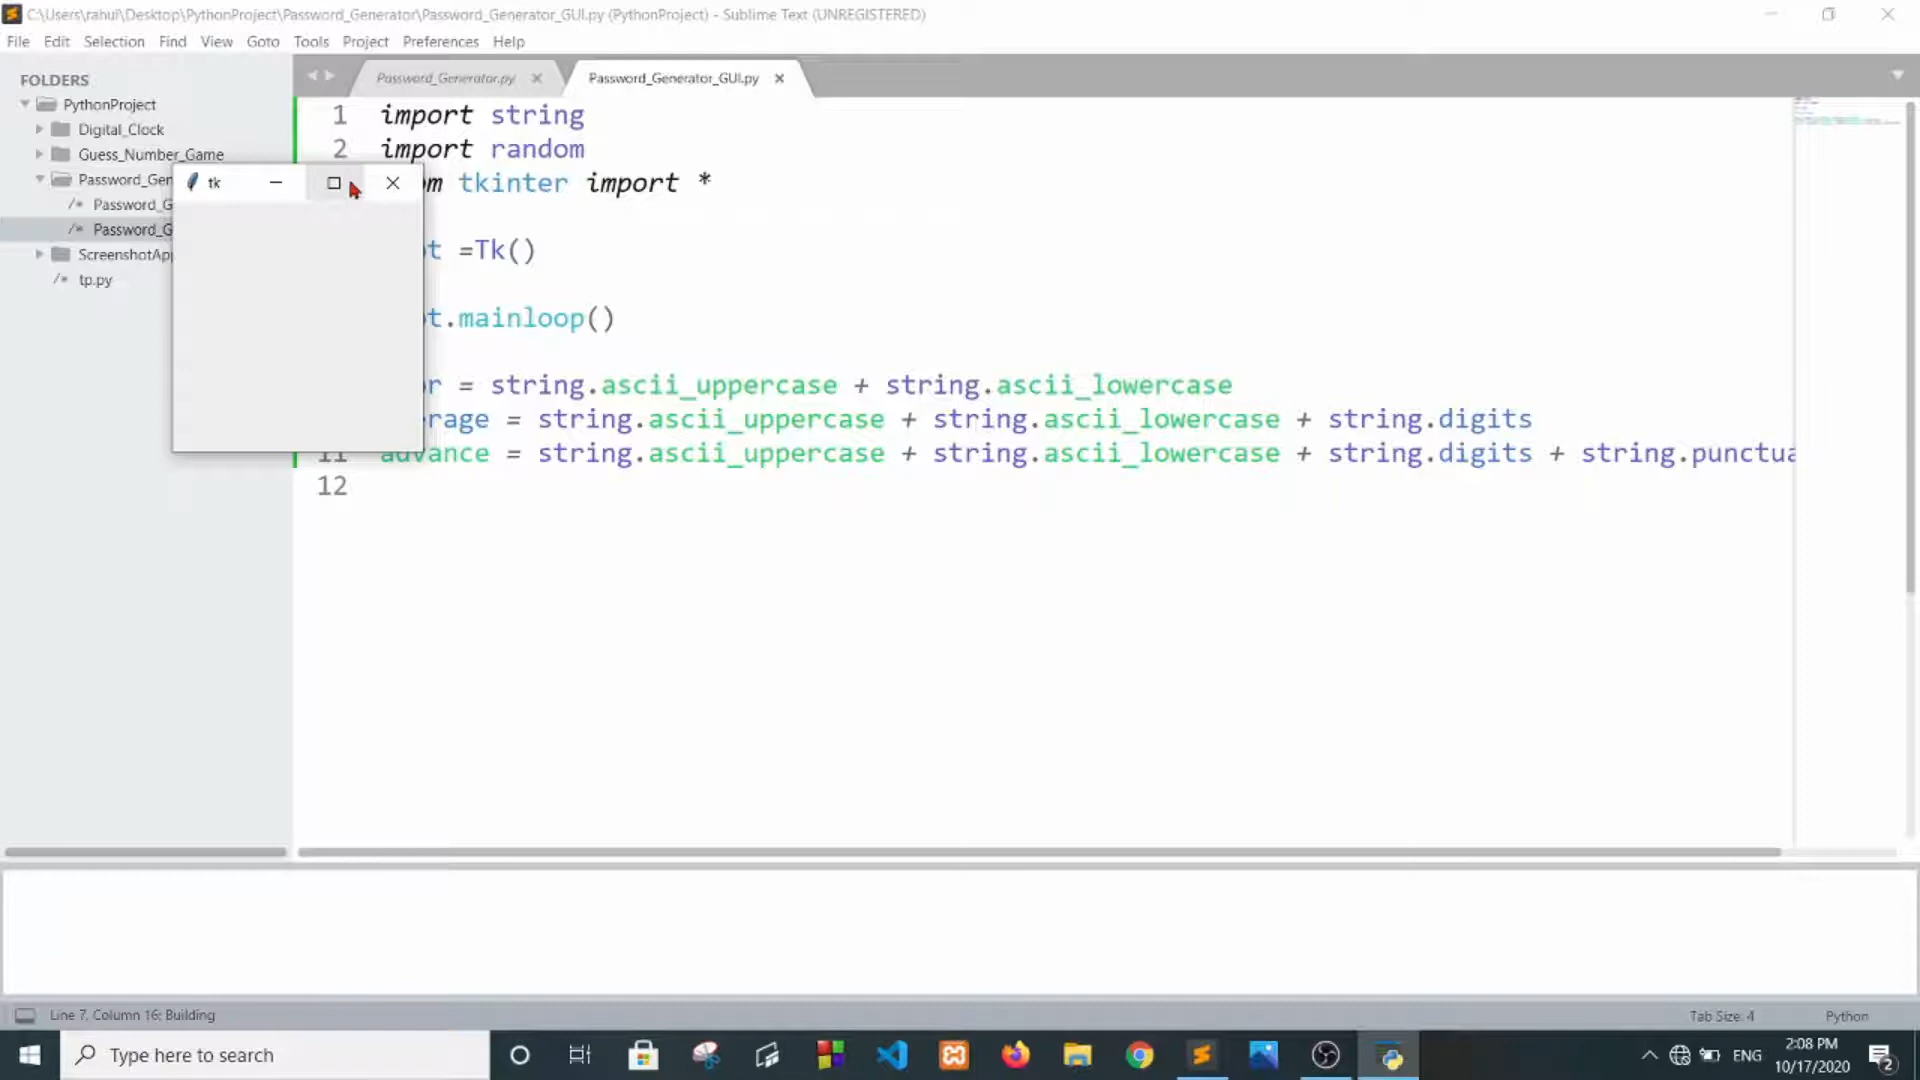 C:\Users\rahul\Desktop\PythonProject\Password_Generator\Password_Generator_GUI.py (PythonProject) - Sublime Text (UNREGISTERED)
File Edit Selection Find View Goto Tools Project Preferences Help
FOLDERS
PythonProject
Digital_Clock
Guess_Number_Game
Password_Gen
/* Password_G
/* Password_G
ScreenshotApp
/* tp.py
tk
Password_Generator.py
Password_Generator_GUI.py
1 import string
2 import random
om tkinter import *
t =Tk()
t.mainloop()
r = string.ascii_uppercase + string.ascii_lowercase
rage = string.ascii_uppercase + string.ascii_lowercase + string.digits
11 advance = string.ascii_uppercase + string.ascii_lowercase + string.digits + string.punctua
12
Line 7, Column 16; Building
Tab Size: 4
Python
Type here to search
ENG
2:08 PM
10/17/2020
2